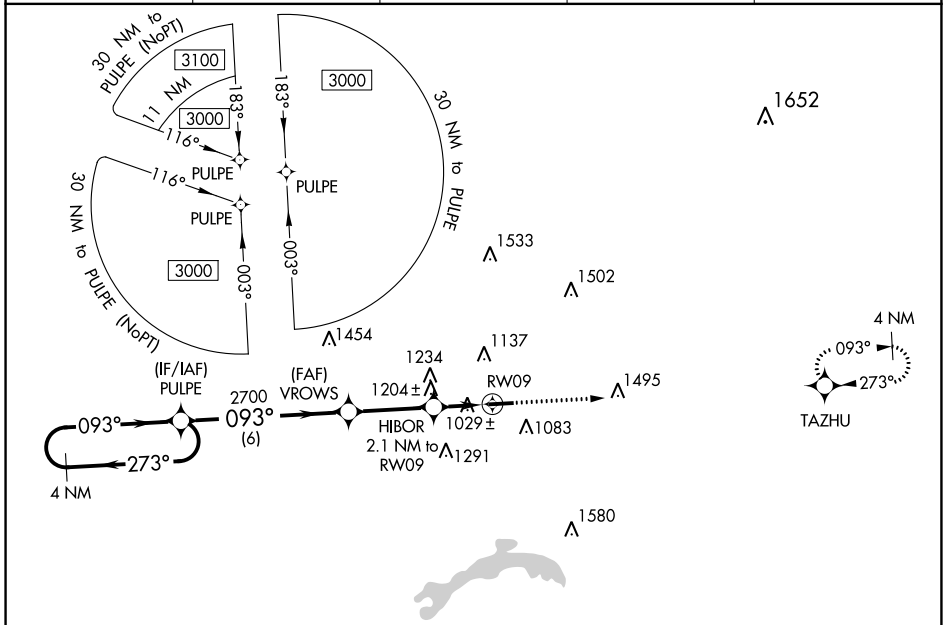 30 NM to
PULPE (NoPT)
3100
11 NM
3000
183°
116°
PULPE
183°
3000
30 NM to PULPE
PULPE
003°
116°
PULPE
30 NM to PULPE (NoPT)
3000
003°
1652
1533
1502
1454
1137
4 NM
093°
273°
TAZHU
(IF/IAF)
PULPE
(FAF)
VROWS
1234
1204±
RW09
1495
093°
2700
093°
(6)
HIBOR
2.1 NM to
RW09
1029±
1083
1291
273°
4 NM
1580